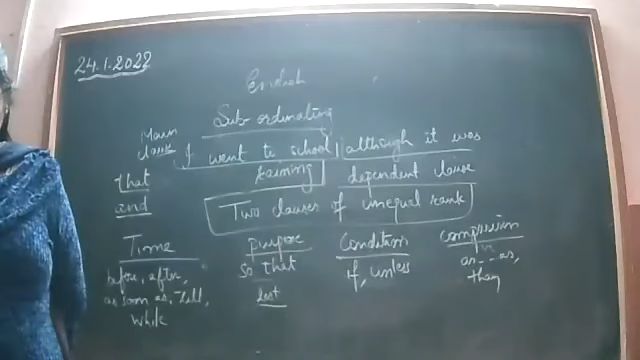 24.1.2022
English
Sub ordinating
Main clause
I went to school, although it was
raining
dependent clause
that
and
Two clauses of unequal rank
Time
before, after,
as soon as, Till,
while
purpose
so that
lest
Condition
if, unless
comparison
as - - as,
than